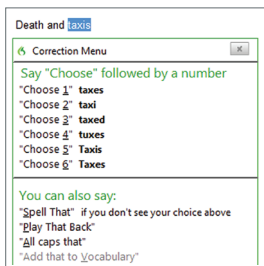 Death and taxis
Correction Menu
x
Say "Choose" followed by a number
"Choose 1" taxes
"Choose 2" taxi
"Choose 3" taxed
"Choose 4" tuxes
"Choose 5" Taxis
"Choose 6" Taxes
You can also say:
"Spell That" if you don't see your choice above
"Play That Back"
"All caps that"
"Add that to Vocabulary"